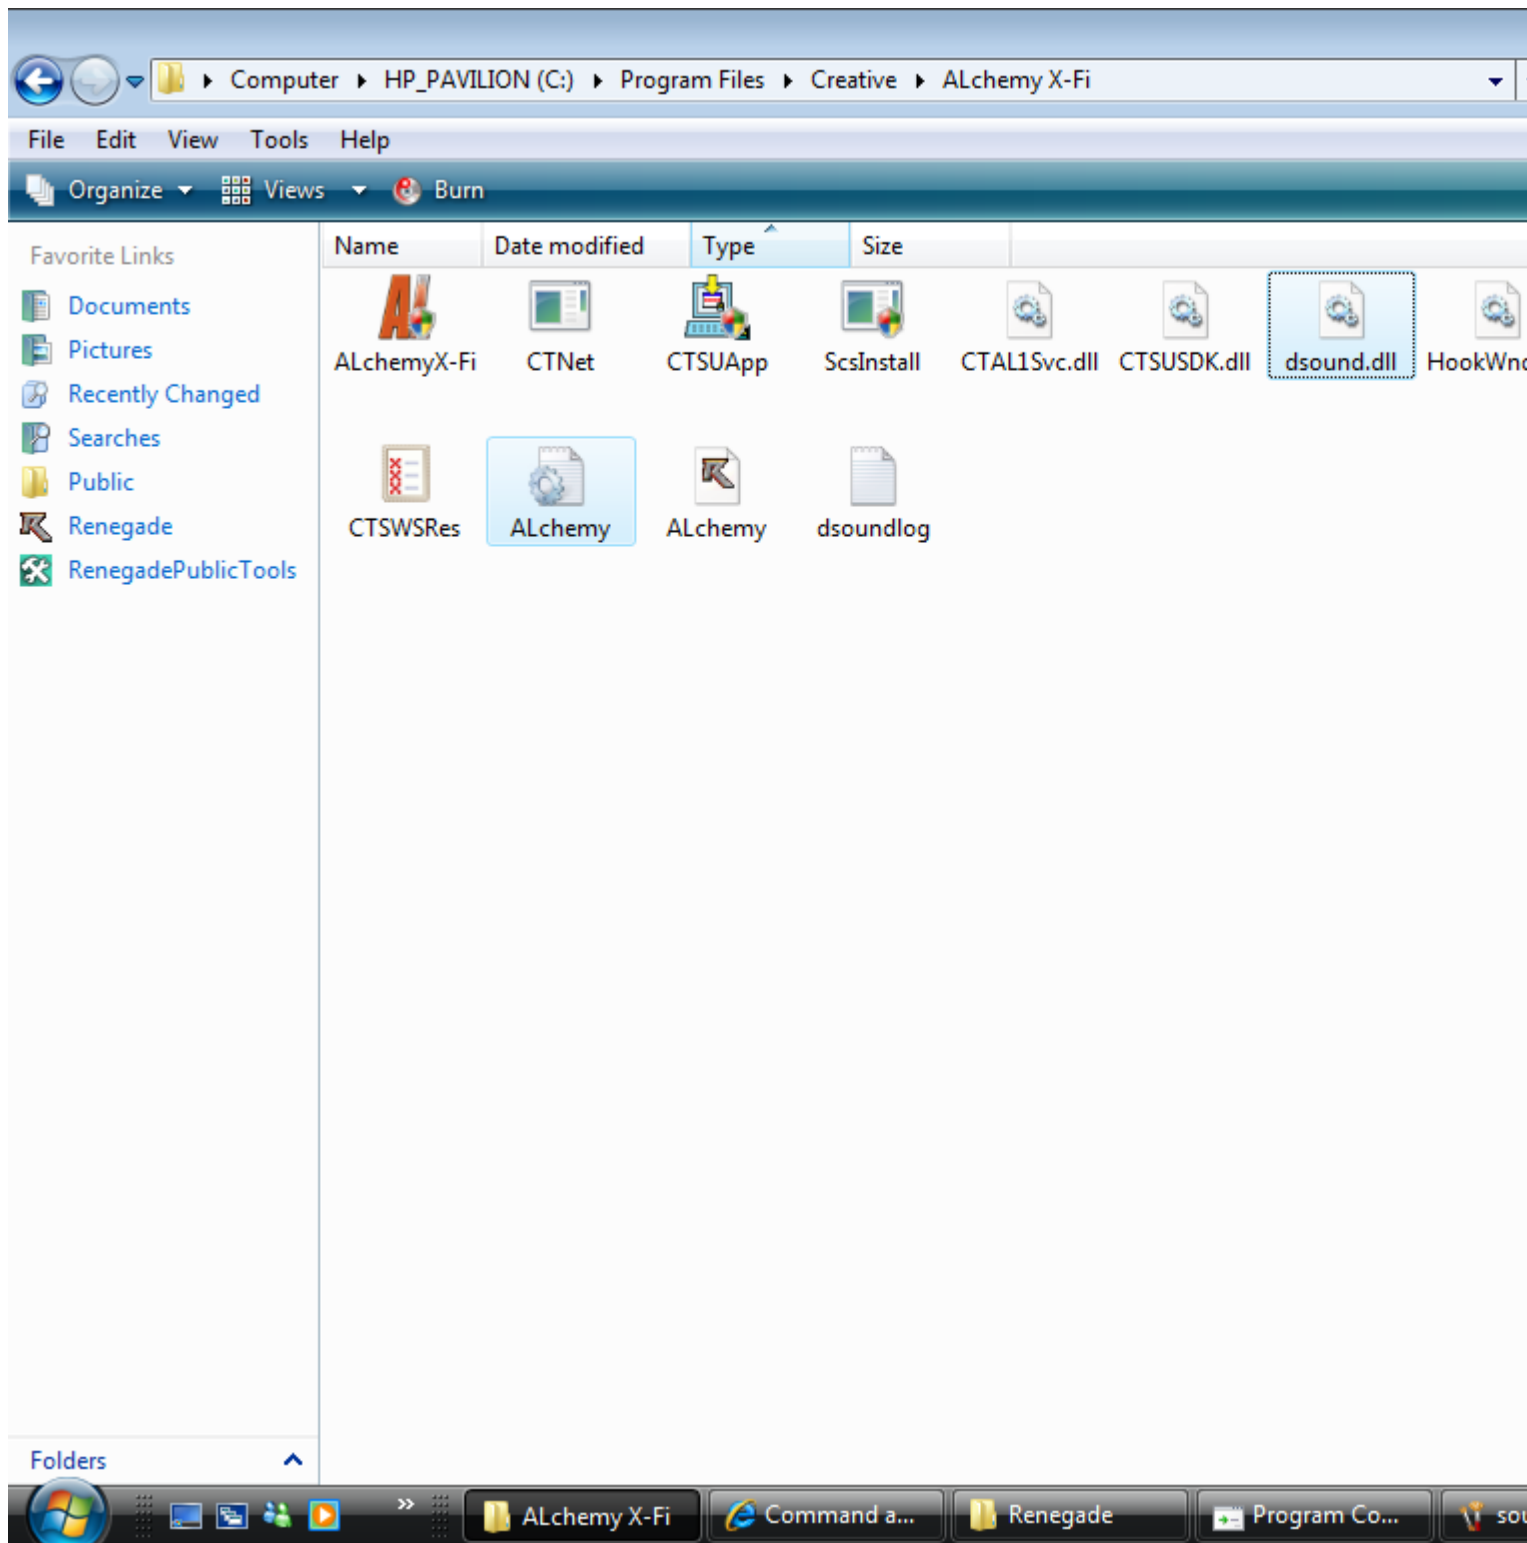 Computer HP_PAVILION (C:) Program Files Creative ALchemy X-Fi
File Edit View Tools Help
Organize Views Burn
Favorite Links
Documents
Pictures
Recently Changed
Searches
Public
Renegade
RenegadePublicTools
Folders
Name Date modified Type Size
ALchemyX-Fi CTNet CTSUApp ScsInstall CTAL1Svc.dll CTSUSDK.dll dsound.dll
CTSWSRes ALchemy ALchemy dsoundlog
ALchemy X-Fi Command a... Renegade Program Co...